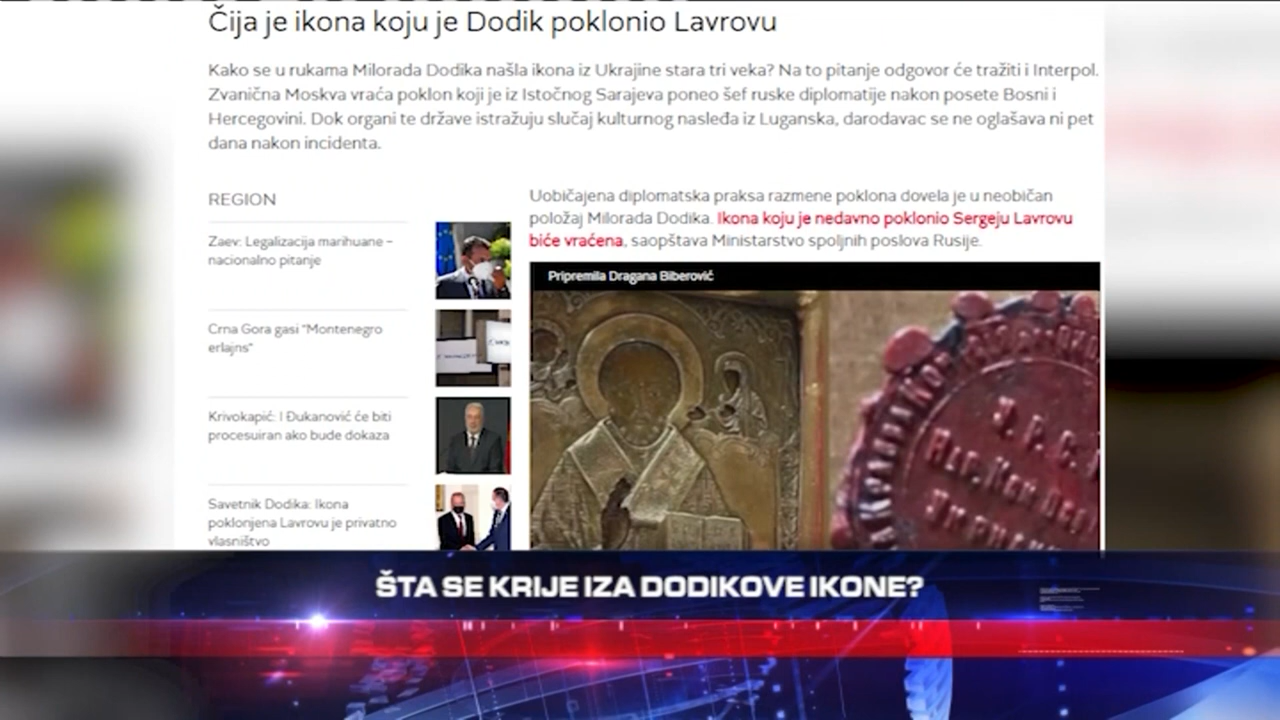 Čija je ikona koju je Dodik poklonio Lavrovu
Kako se u rukama Milorada Dodika našla ikona iz Ukrajine stara tri veka? Na to pitanje odgovor će tražiti i Interpol.
Zvanična Moskva vraća poklon koji je iz Istočnog Sarajeva poneo šef ruske diplomatije nakon posete Bosni i
Hercegovini. Dok organi te države istražuju slučaj kulturnog nasleđa iz Luganska, darodavac se ne oglašava ni pet
dana nakon incidenta.
REGION
Zaev: Legalizacija marihuane –
nacionalno pitanje
Crna Gora gasi "Montenegro
erlajns"
Krivokapić: I Đukanović će biti
procesuiran ako bude dokaza
Savetnik Dodika: Ikona
poklonjena Lavrovu je privatno
vlasništvo
Uobičajena diplomatska praksa razmene poklona dovela je u neobičan
položaj Milorada Dodika. Ikona koju je nedavno poklonio Sergeju Lavrovu
biće vraćena, saopštava Ministarstvo spoljnih poslova Rusije.
Pripremila Dragana Biberović
ŠTA SE KRIJE IZA DODIKOVE IKONE?